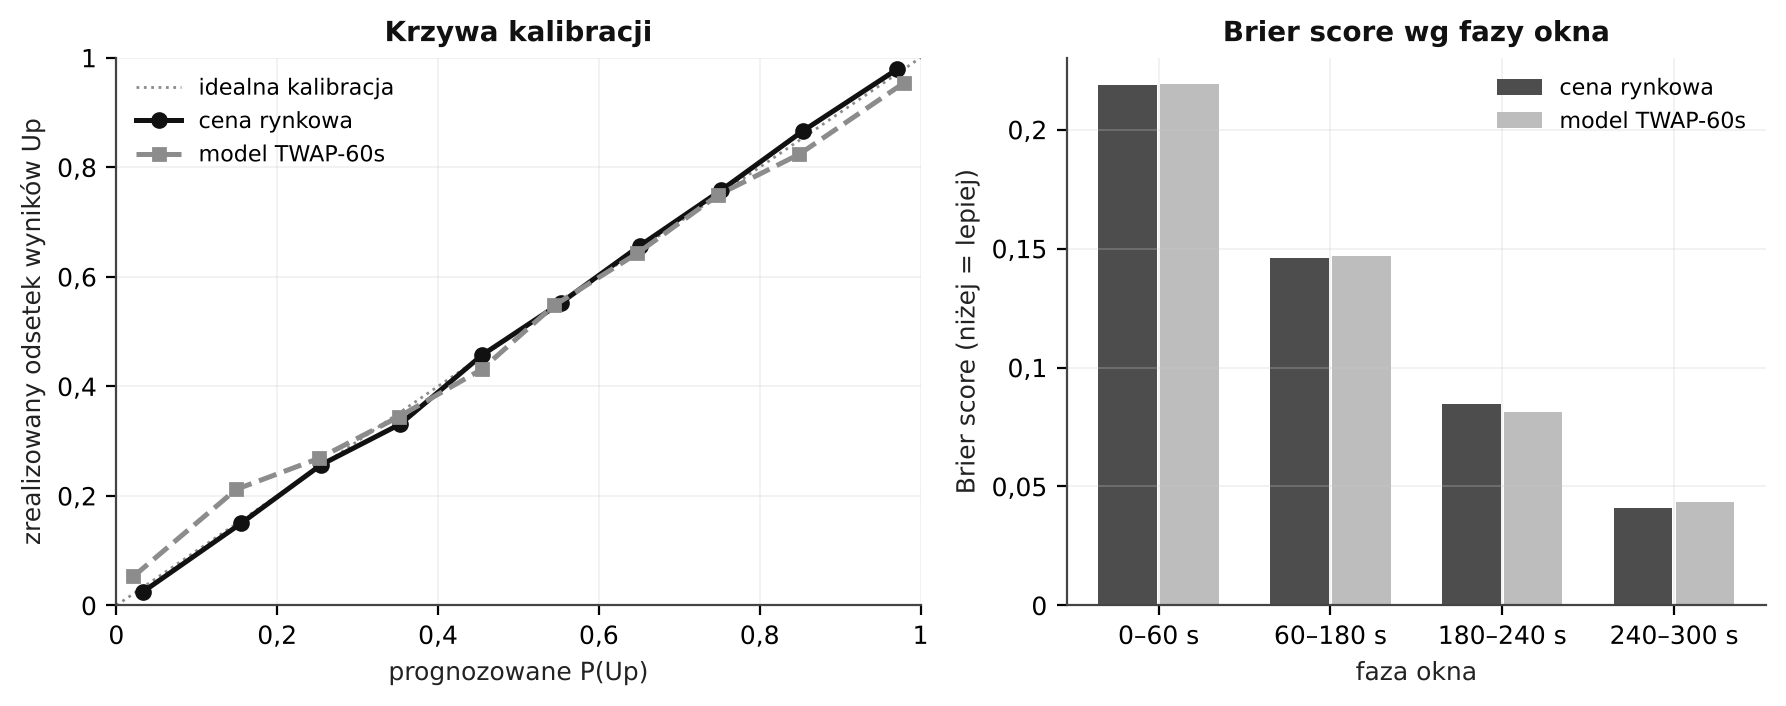 Krzywa kalibracji
idealna kalibracja
cena rynkowa
model TWAP-60s
zrealizowany odsetek wyników Up
1
0,8
0,6
0,4
0,2
0
0
0,2
0,4
0,6
0,8
1
prognozowane P(Up)
Brier score wg fazy okna
cena rynkowa
model TWAP-60s
Brier score (niżej = lepiej)
0,2
0,15
0,1
0,05
0
0–60 s
60–180 s
180–240 s
240–300 s
faza okna